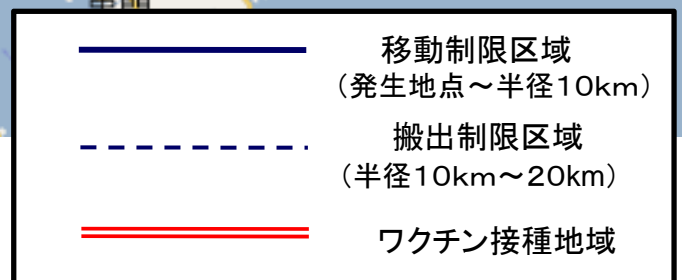 移動制限区域
（発生地点～半径１０ｋｍ）
搬出制限区域
（半径１０ｋｍ～２０km）
ワクチン接種地域